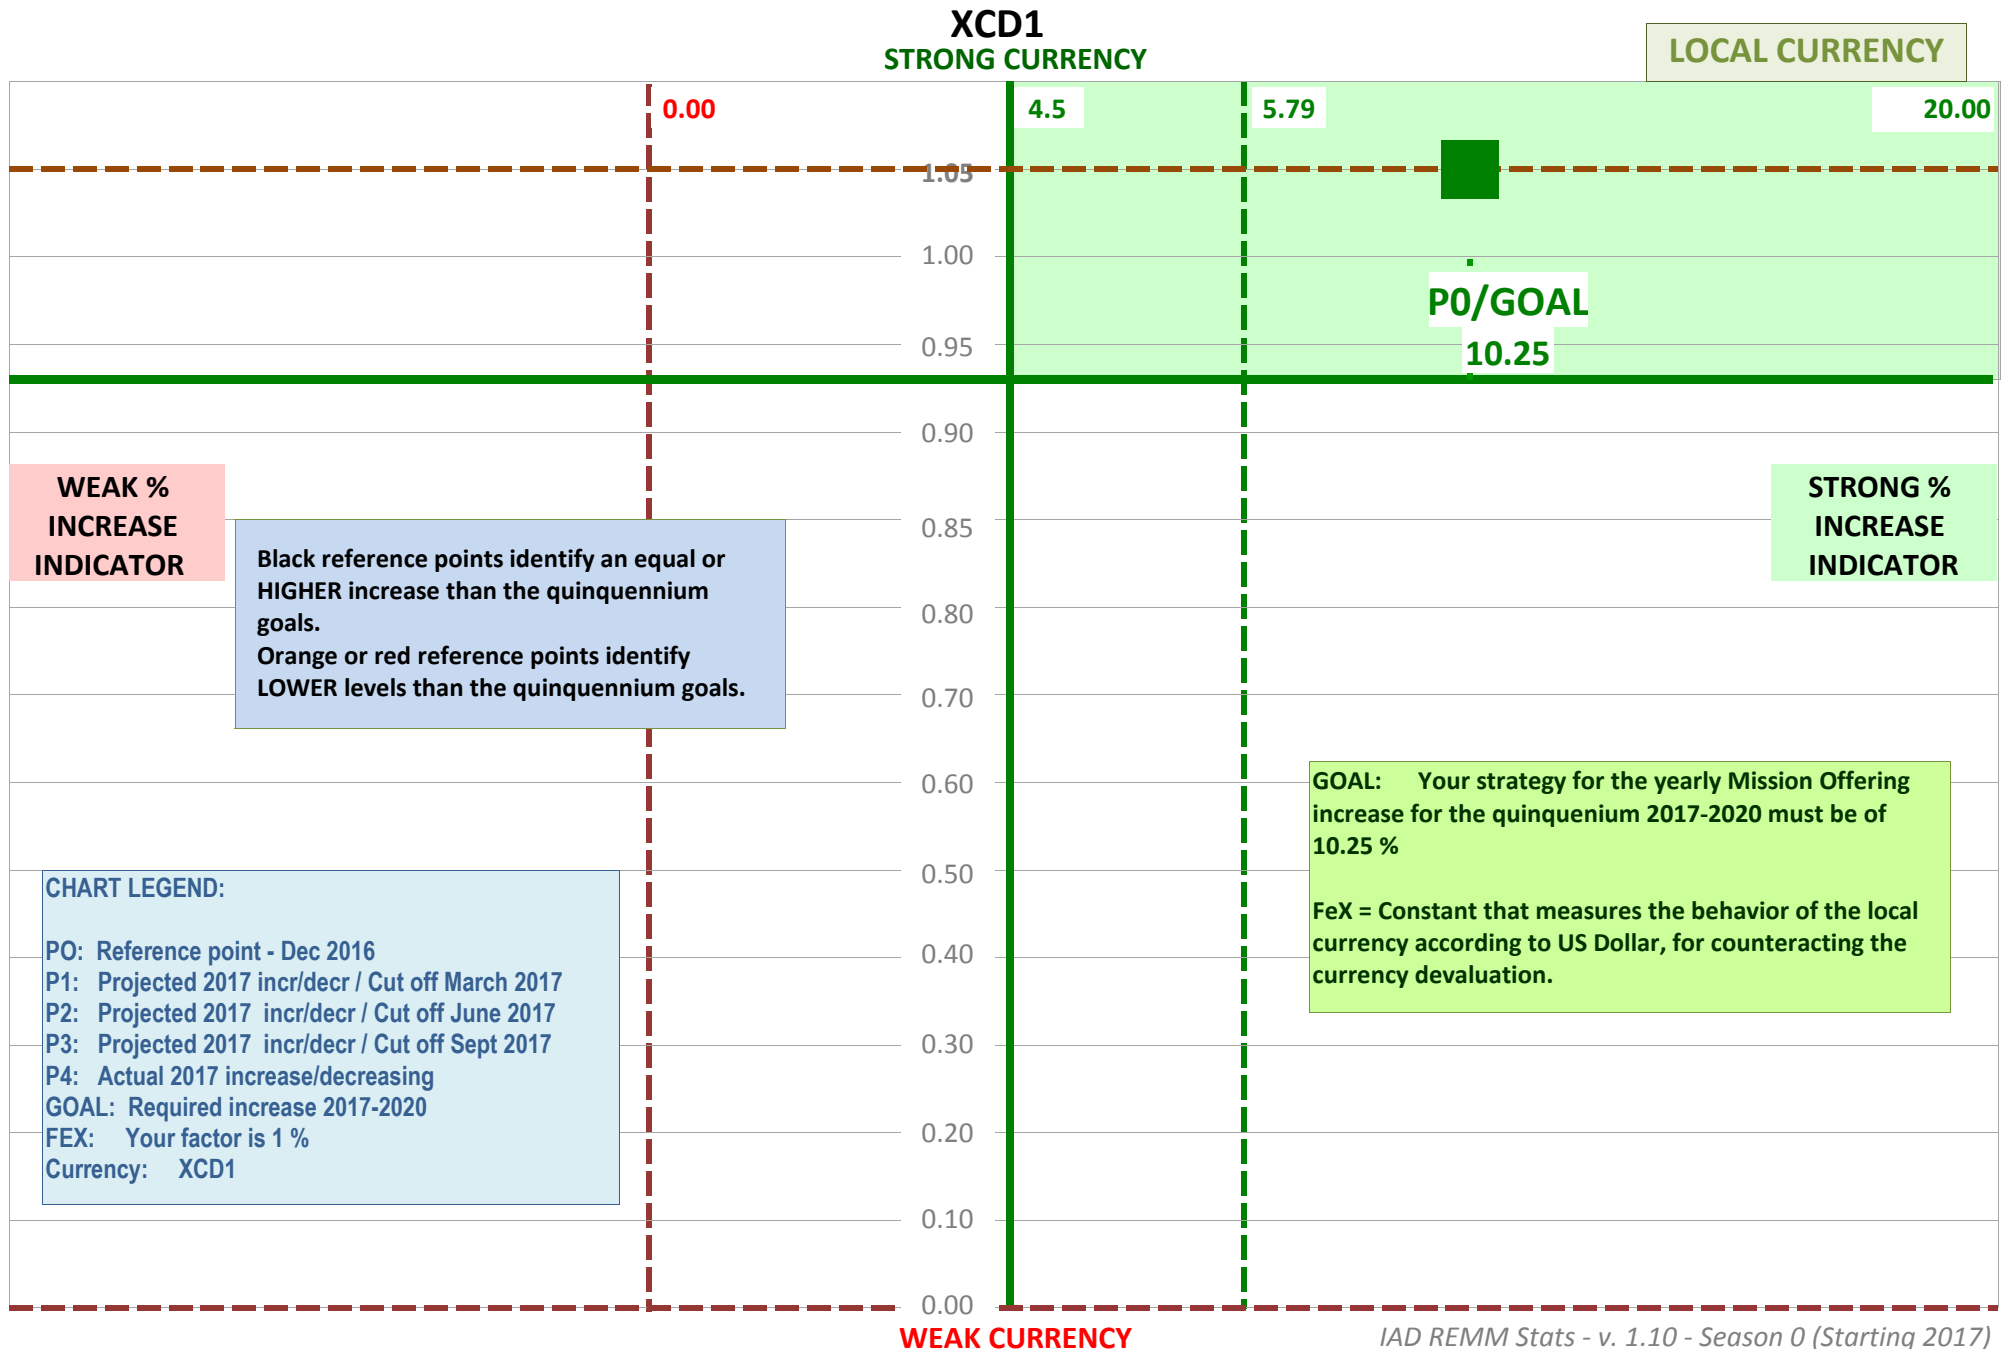 XCD1
STRONG CURRENCY
LOCAL CURRENCY
0.00
4.5
5.79
20.00
1.05
1.00
P0/GOAL
0.95
10.25
0.90
WEAK %
INCREASE
INDICATOR
STRONG %
INCREASE
INDICATOR
0.85
Black reference points identify an equal or
HIGHER increase than the quinquennium
goals.
Orange or red reference points identify
LOWER levels than the quinquennium goals.
0.80
0.70
0.60
GOAL: Your strategy for the yearly Mission Offering
increase for the quinquenium 2017-2020 must be of
10.25 %
FeX = Constant that measures the behavior of the local
currency according to US Dollar, for counteracting the
currency devaluation.
0.50
0.40
0.30
0.20
0.10
0.00
CHART LEGEND:
PO: Reference point - Dec 2016
P1: Projected 2017 incr/decr / Cut off March 2017
P2: Projected 2017 incr/decr / Cut off June 2017
P3: Projected 2017 incr/decr / Cut off Sept 2017
P4: Actual 2017 increase/decreasing
GOAL: Required increase 2017-2020
FEX: Your factor is 1 %
Currency: XCD1
WEAK CURRENCY
IAD REMM Stats - v. 1.10 - Season 0 (Starting 2017)